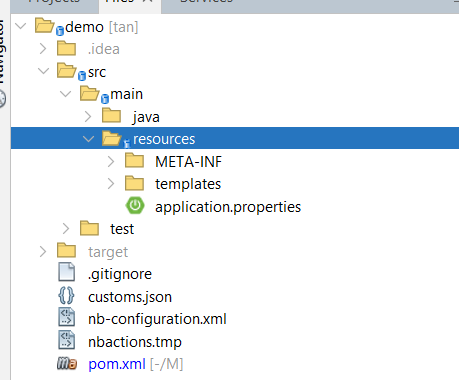 Projects Files Services
Navigator
demo [tan]
.idea
src
main
java
resources
META-INF
templates
application.properties
test
target
.gitignore
customs.json
nb-configuration.xml
nbactions.tmp
pom.xml [-/M]